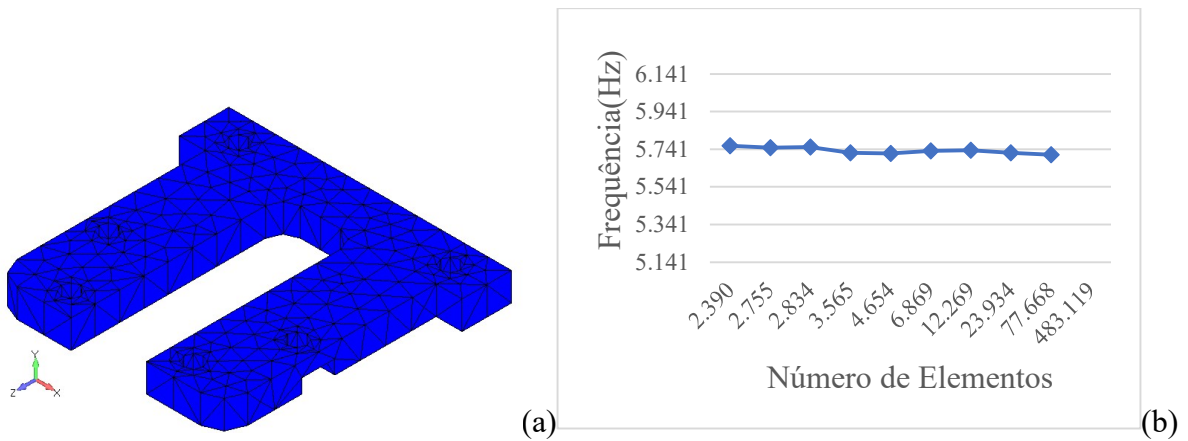 Y
Z
X
(a)
Frequência(Hz)
6.141
5.941
5.741
5.541
5.341
5.141
2.390
2.755
2.834
3.565
4.654
6.869
12.269
23.934
77.668
483.119
Número de Elementos
(b)